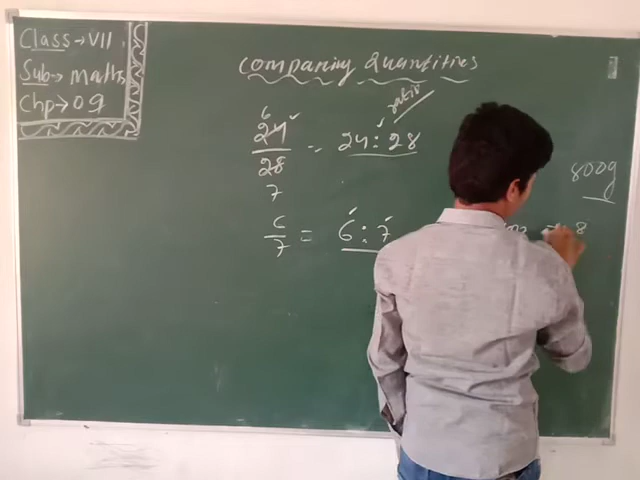 Class→VII
Sub→ Maths
Chp→09
Comparing Quantities
ratio
6
24
28
7
24:28
6
7
= 6:7
800g
8